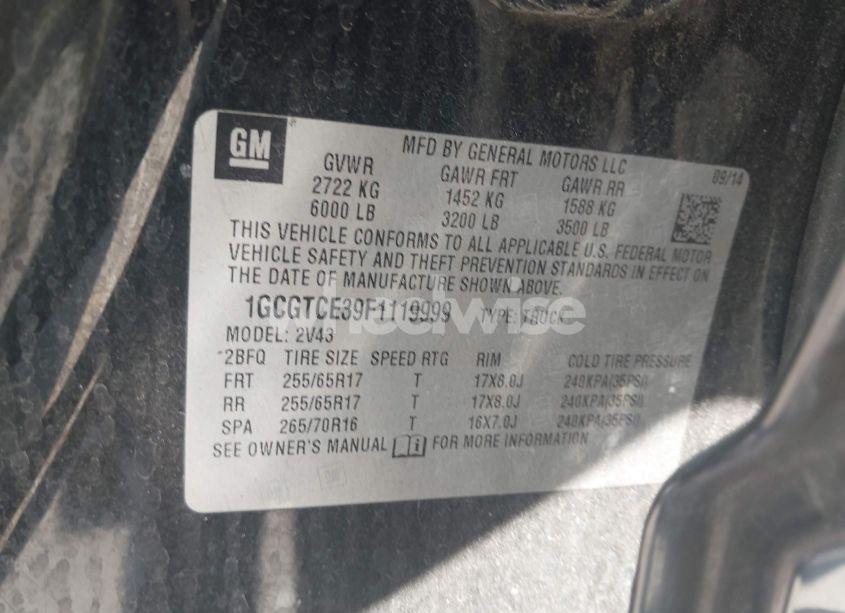 GM
MFD BY GENERAL MOTORS LLC
09/14
GVWR GAWR FRT GAWR RR
2722 KG 1452 KG 1588 KG
6000 LB 3200 LB 3500 LB
THIS VEHICLE CONFORMS TO ALL APPLICABLE U.S. FEDERAL MOTOR
VEHICLE SAFETY AND THEFT PREVENTION STANDARDS IN EFFECT ON
THE DATE OF MANUFACTURE SHOWN ABOVE.
1GCGTCE39F1119999 TYPE: TRUCK
MODEL: 2V43
2BFQ TIRE SIZE SPEED RTG RIM COLD TIRE PRESSURE
FRT 255/65R17 T 17X8.0J 240KPA(35PSI)
RR 255/65R17 T 17X8.0J 240KPA(35PSI)
SPA 265/70R16 T 16X7.0J 240KPA(35PSI)
SEE OWNER'S MANUAL FOR MORE INFORMATION